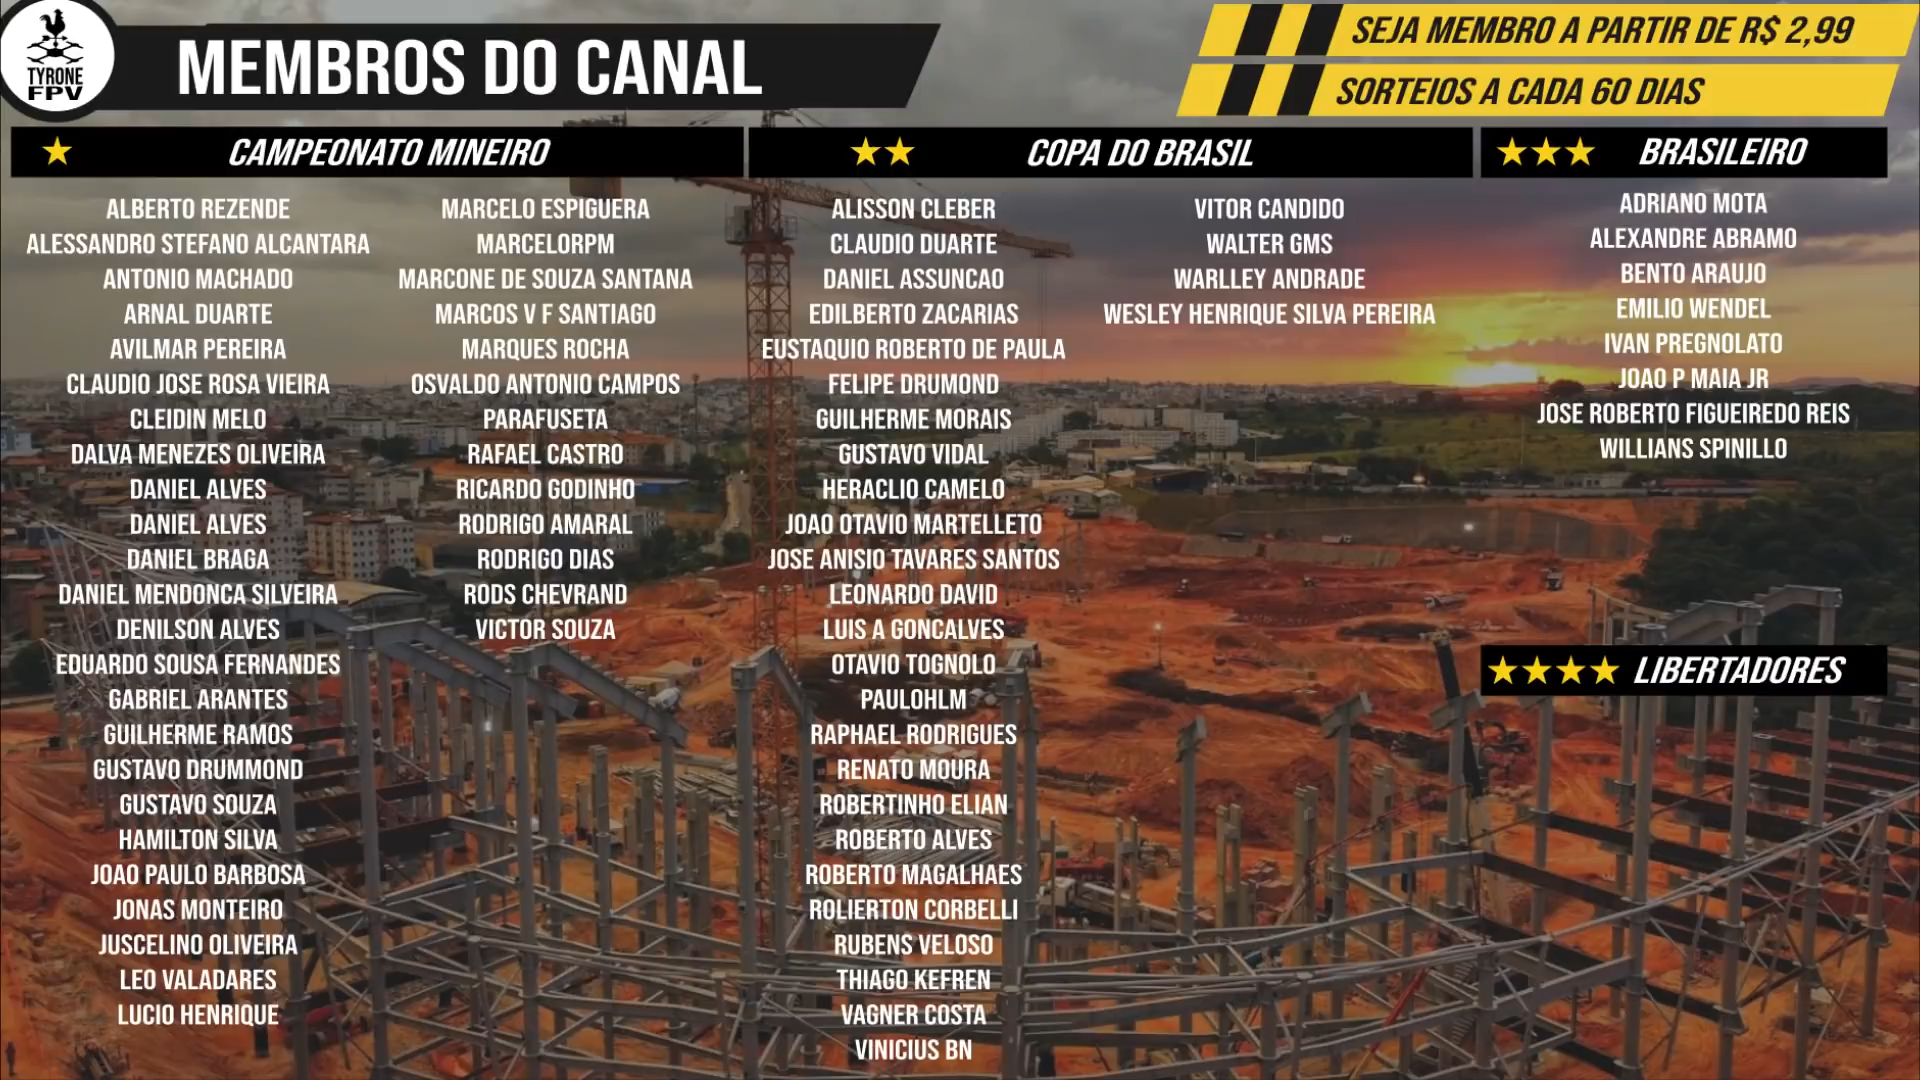 TYRONE
FPV
MEMBROS DO CANAL
SEJA MEMBRO A PARTIR DE R$ 2,99
SORTEIOS A CADA 60 DIAS
CAMPEONATO MINEIRO
ALBERTO REZENDE
ALESSANDRO STEFANO ALCANTARA
ANTONIO MACHADO
ARNAL DUARTE
AVILMAR PEREIRA
CLAUDIO JOSE ROSA VIEIRA
CLEIDIN MELO
DALVA MENEZES OLIVEIRA
DANIEL ALVES
DANIEL ALVES
DANIEL BRAGA
DANIEL MENDONCA SILVEIRA
DENILSON ALVES
EDUARDO SOUSA FERNANDES
GABRIEL ARANTES
GUILHERME RAMOS
GUSTAVO DRUMMOND
GUSTAVO SOUZA
HAMILTON SILVA
JOAO PAULO BARBOSA
JONAS MONTEIRO
JUSCELINO OLIVEIRA
LEO VALADARES
LUCIO HENRIQUE
MARCELO ESPIGUERA
MARCELORPM
MARCONE DE SOUZA SANTANA
MARCOS V F SANTIAGO
MARQUES ROCHA
OSVALDO ANTONIO CAMPOS
PARAFUSETA
RAFAEL CASTRO
RICARDO GODINHO
RODRIGO AMARAL
RODRIGO DIAS
RODS CHEVRAND
VICTOR SOUZA
COPA DO BRASIL
ALISSON CLEBER
CLAUDIO DUARTE
DANIEL ASSUNCAO
EDILBERTO ZACARIAS
EUSTAQUIO ROBERTO DE PAULA
FELIPE DRUMOND
GUILHERME MORAIS
GUSTAVO VIDAL
HERACLIO CAMELO
JOAO OTAVIO MARTELLETO
JOSE ANISIO TAVARES SANTOS
LEONARDO DAVID
LUIS A GONCALVES
OTAVIO TOGNOLO
PAULOHLM
RAPHAEL RODRIGUES
RENATO MOURA
ROBERTINHO ELIAN
ROBERTO ALVES
ROBERTO MAGALHAES
ROLIERTON CORBELLI
RUBENS VELOSO
THIAGO KEFREN
VAGNER COSTA
VINICIUS BN
VITOR CANDIDO
WALTER GMS
WARLLEY ANDRADE
WESLEY HENRIQUE SILVA PEREIRA
BRASILEIRO
ADRIANO MOTA
ALEXANDRE ABRAMO
BENTO ARAUJO
EMILIO WENDEL
IVAN PREGNOLATO
JOAO P MAIA JR
JOSE ROBERTO FIGUEIREDO REIS
WILLIANS SPINILLO
LIBERTADORES